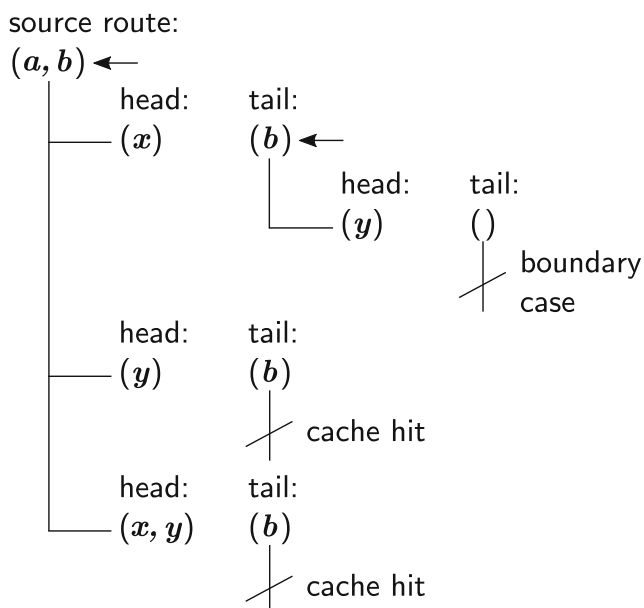 source route:
(a, b)
head: tail:
(x) (b)
head: tail:
(y) ()
boundary
case
head: tail:
(y) (b)
cache hit
head: tail:
(x, y) (b)
cache hit